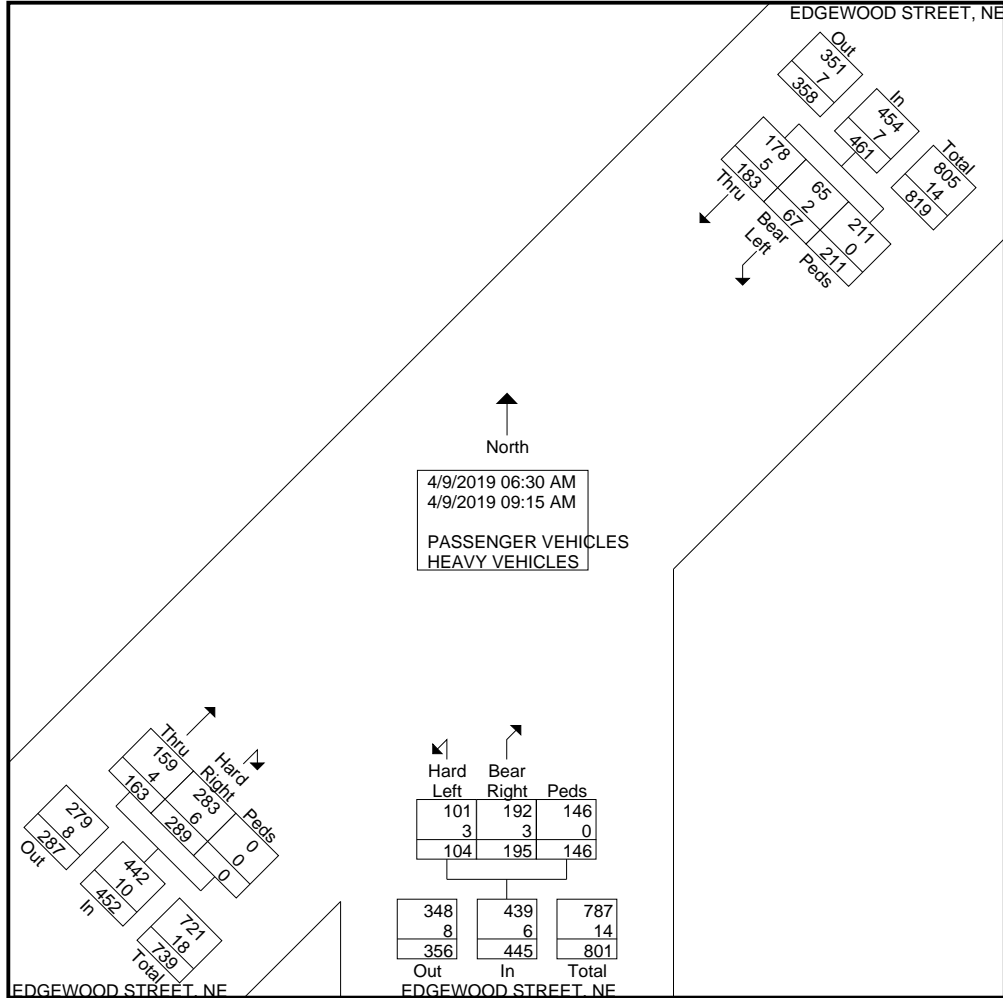 EDGEWOOD STREET, NE
Out
351
7
358
In
454
7
461
Total
805
14
819
178
5
183
Thru
65
2
67
Bear
Left
211
0
211
Peds
North
4/9/2019 06:30 AM
4/9/2019 09:15 AM
PASSENGER VEHICLES
HEAVY VEHICLES
Thru
159
4
163
Hard
Right
283
6
289
Peds
0
0
0
279
8
287
Out
442
10
452
In
721
18
739
Total
EDGEWOOD STREET, NE
Hard Bear
Left Right Peds
101 192 146
3 3 0
104 195 146
348 439 787
8 6 14
356 445 801
Out In Total
EDGEWOOD STREET, NE